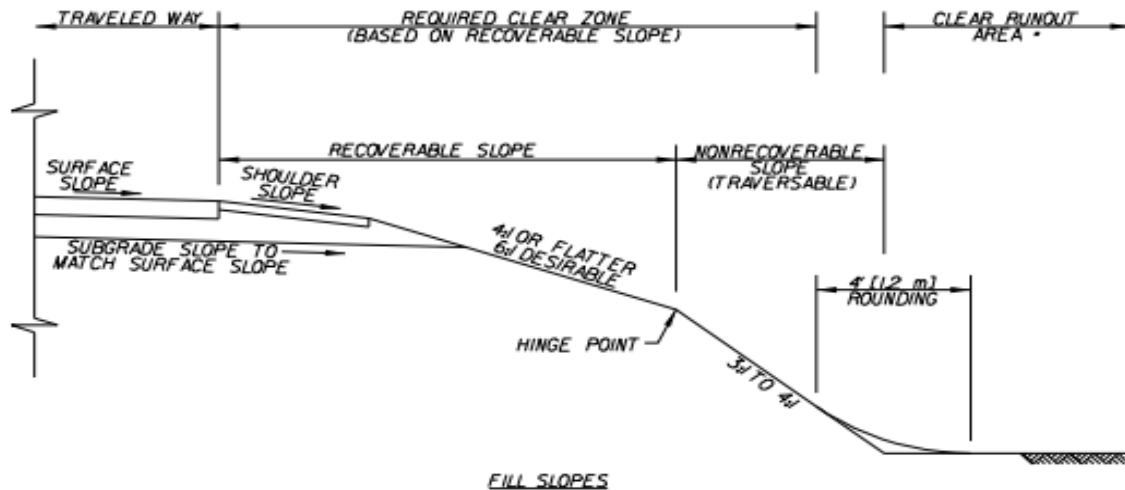 TRAVELED WAY
REQUIRED CLEAR ZONE
(BASED ON RECOVERABLE SLOPE)
CLEAR RUNOUT
AREA *
RECOVERABLE SLOPE
NONRECOVERABLE
SLOPE
(TRAVERSABLE)
SURFACE
SLOPE
SHOULDER
SLOPE
4:1 OR FLATTER
6:1 DESIRABLE
SUBGRADE SLOPE TO
MATCH SURFACE SLOPE
4' [1.2 m]
ROUNDING
HINGE POINT
3:1 TO 4:1
FILL SLOPES